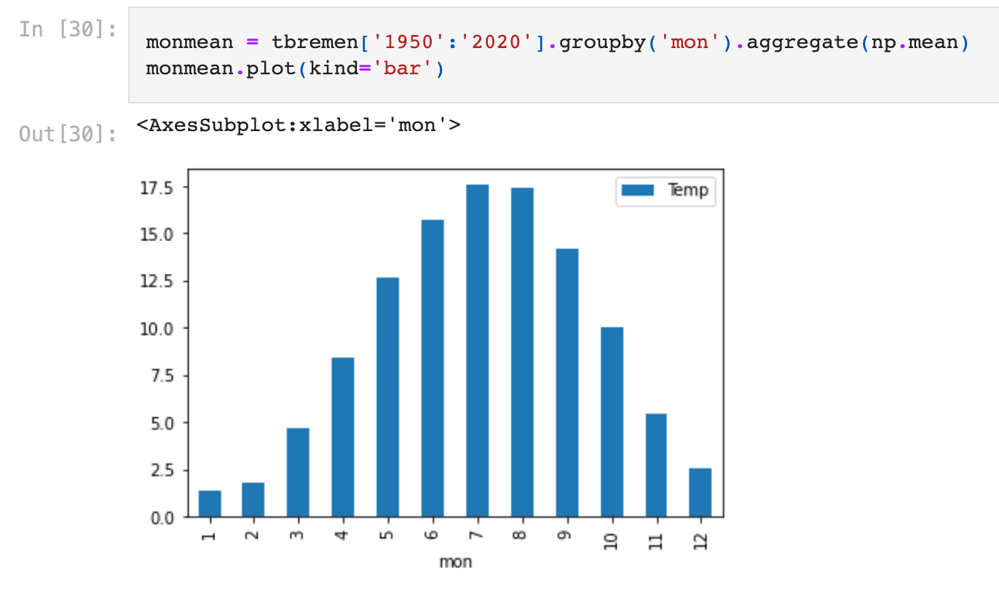 In [30]:
monmean = tbremen['1950':'2020'].groupby('mon').aggregate(np.mean)
monmean.plot(kind='bar')
Out[30]:
<AxesSubplot:xlabel='mon'>
Temp
17.5
15.0
12.5
10.0
7.5
5.0
2.5
0.0
1 2 3 4 5 6 7 8 9 10 11 12
mon